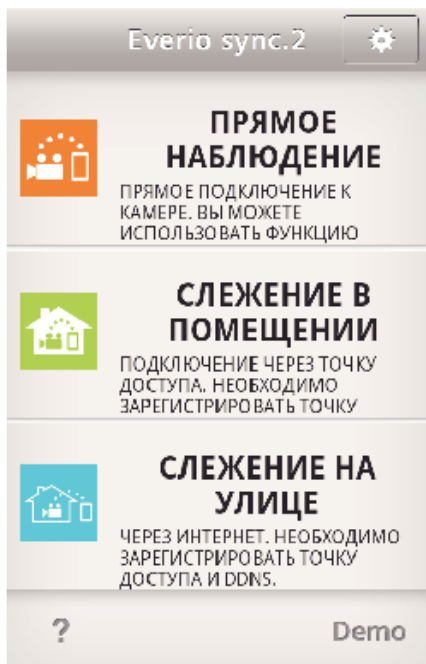 Everio sync.2
ПРЯМОЕ
НАБЛЮДЕНИЕ
ПРЯМОЕ ПОДКЛЮЧЕНИЕ К
КАМЕРЕ. ВЫ МОЖЕТЕ
ИСПОЛЬЗОВАТЬ ФУНКЦИЮ
СЛЕЖЕНИЕ В
ПОМЕЩЕНИИ
ПОДКЛЮЧЕНИЕ ЧЕРЕЗ ТОЧКУ
ДОСТУПА. НЕОБХОДИМО
ЗАРЕГИСТРИРОВАТЬ ТОЧКУ
СЛЕЖЕНИЕ НА
УЛИЦЕ
ЧЕРЕЗ ИНТЕРНЕТ. НЕОБХОДИМО
ЗАРЕГИСТРИРОВАТЬ ТОЧКУ
ДОСТУПА И DDNS.
? Demo